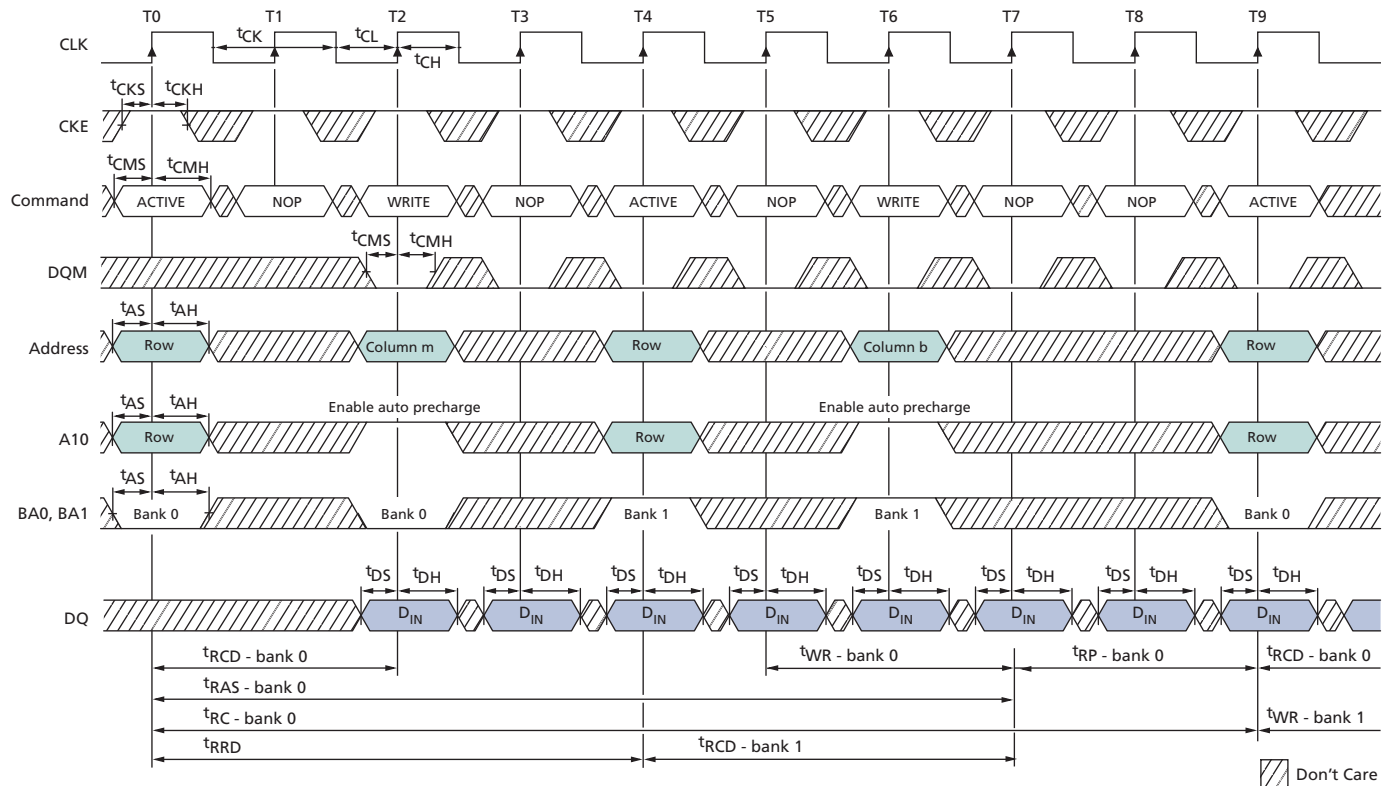 T0 T1 T2 T3 T4 T5 T6 T7 T8 T9
CLK tCK tCL tCH
tCKS tCKH
CKE
tCMS tCMH
Command ACTIVE NOP WRITE NOP ACTIVE NOP WRITE NOP NOP ACTIVE
tCMS tCMH
DQM
tAS tAH
Address Row Column m Row Column b Row
tAS tAH Enable auto precharge Enable auto precharge
A10 Row Row Row
tAS tAH
BA0, BA1 Bank 0 Bank 0 Bank 1 Bank 1 Bank 0
tDS tDH tDS tDH tDS tDH tDS tDH tDS tDH tDS tDH tDS tDH tDS tDH
DQ DIN DIN DIN DIN DIN DIN DIN DIN
tRCD - bank 0 tWR - bank 0 tRP - bank 0 tRCD - bank 0
tRAS - bank 0
tRC - bank 0 tWR - bank 1
tRRD tRCD - bank 1
Don't Care